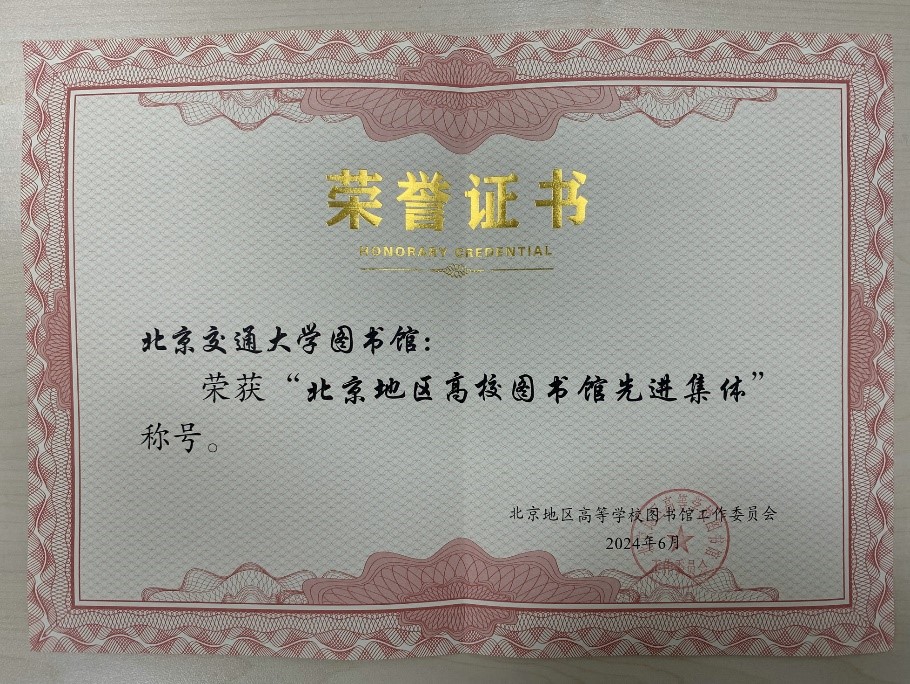 荣誉证书
HONORARY CREDENTIAL
北京交通大学图书馆：
荣获“北京地区高校图书馆先进集体”
称号。
北京地区高等学校图书馆工作委员会
2024年6月